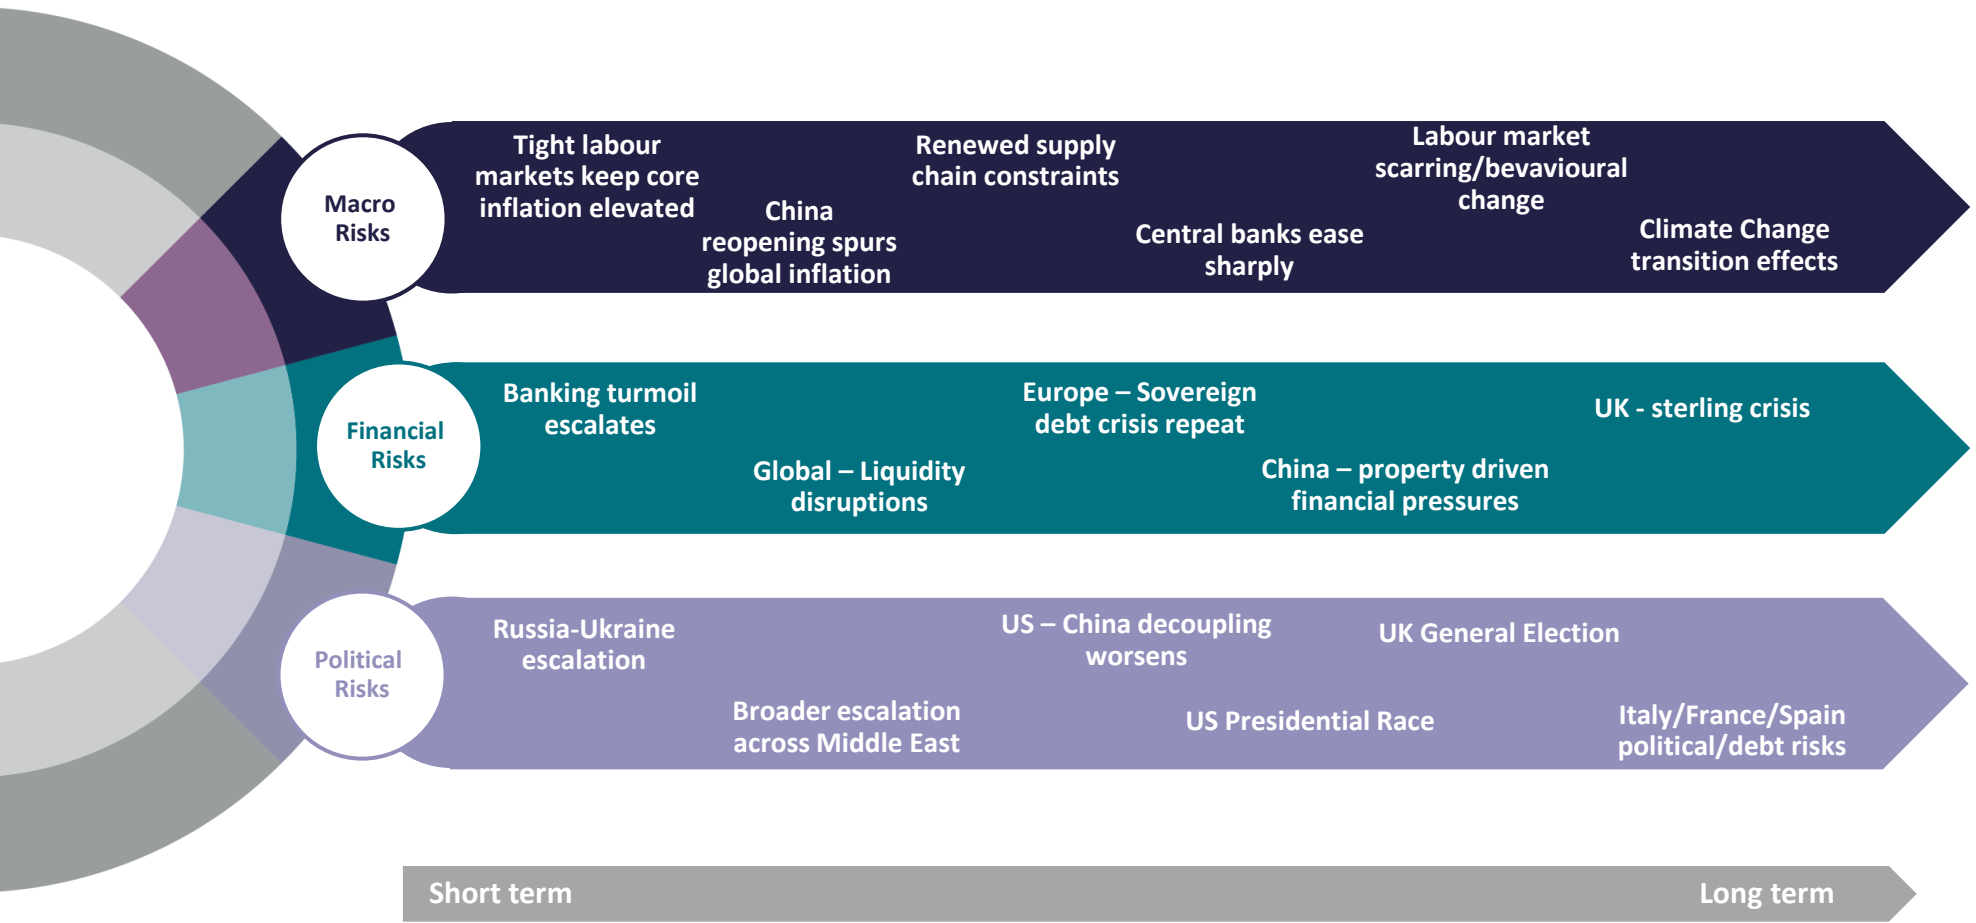 Macro
Risks
Tight labour
markets keep core
inflation elevated
China
reopening spurs
global inflation
Renewed supply
chain constraints
Central banks ease
sharply
Labour market
scarring/bevavioural
change
Climate Change
transition effects
Financial
Risks
Banking turmoil
escalates
Global – Liquidity
disruptions
Europe – Sovereign
debt crisis repeat
China – property driven
financial pressures
UK - sterling crisis
Political
Risks
Russia-Ukraine
escalation
Broader escalation
across Middle East
US – China decoupling
worsens
US Presidential Race
UK General Election
Italy/France/Spain
political/debt risks
Short term
Long term